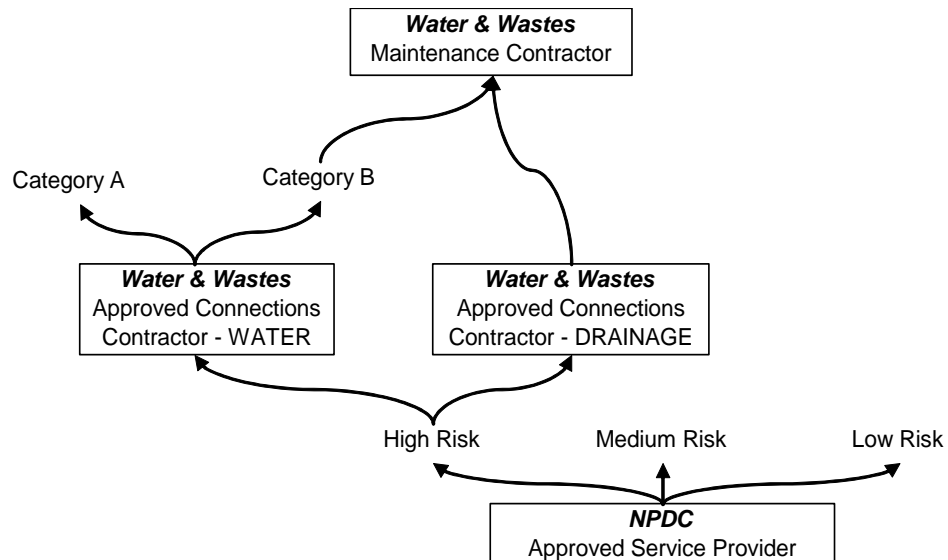 Water & Wastes
Maintenance Contractor
Category A
Category B
Water & Wastes
Approved Connections
Contractor - WATER
Water & Wastes
Approved Connections
Contractor - DRAINAGE
High Risk
Medium Risk
Low Risk
NPDC
Approved Service Provider